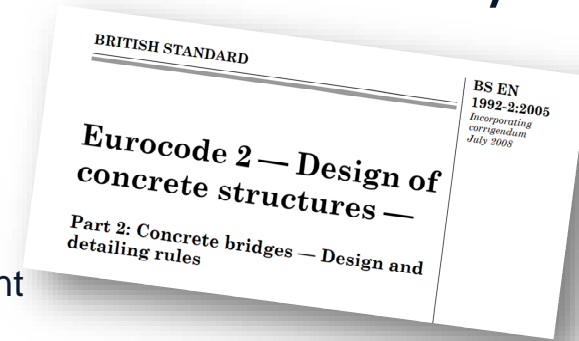 BRITISH STANDARD
BS EN
1992-2:2005
Incorporating
corrigendum
July 2008
Eurocode 2 — Design of
concrete structures —
Part 2: Concrete bridges — Design and
detailing rules
nt